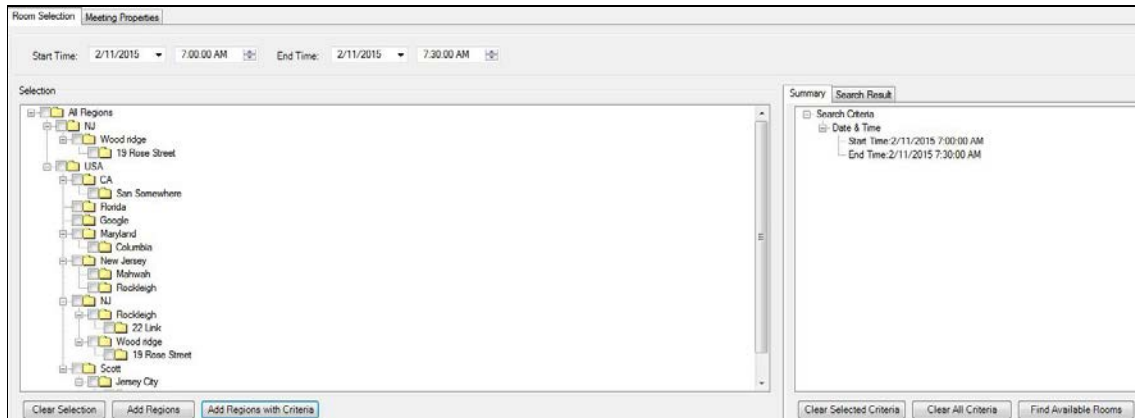 Room Selection Meeting Properties
Start Time: 2/11/2015 7:00:00 AM End Time: 2/11/2015 7:30:00 AM
Selection
All Regions
NJ
Wood ridge
19 Rose Street
USA
CA
San Somewhere
Florida
Google
Maryland
Columbia
New Jersey
Mahwah
Rockleigh
NJ
Rockleigh
22 Link
Wood ridge
19 Rose Street
Scott
Jersey City
Clear Selection Add Regions Add Regions with Criteria
Summary Search Result
Search Criteria
Date & Time
Start Time:2/11/2015 7:00:00 AM
End Time:2/11/2015 7:30:00 AM
Clear Selected Criteria Clear All Criteria Find Available Rooms